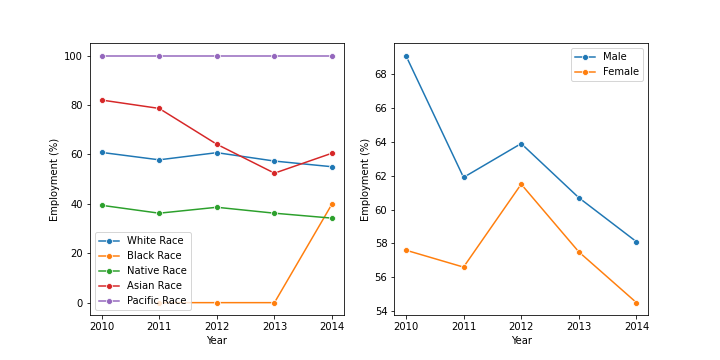 100
80
60
40
20
0
Employment (%)
2010 2011 2012 2013 2014
Year
White Race
Black Race
Native Race
Asian Race
Pacific Race
68
66
64
62
60
58
56
54
Employment (%)
2010 2011 2012 2013 2014
Year
Male
Female